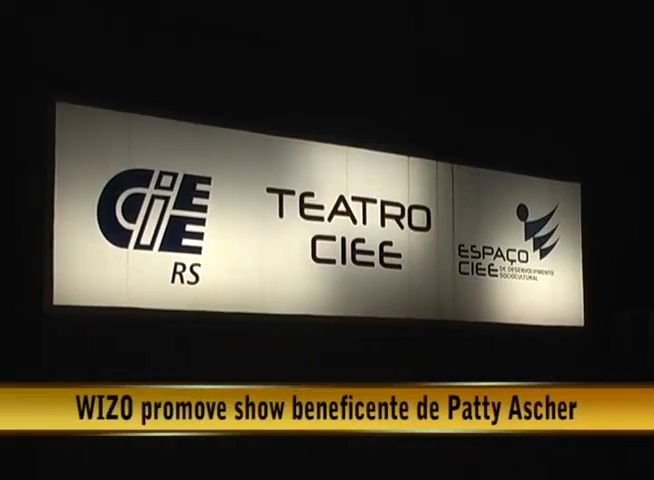 CIEE
RS
TEATRO
CIEE
ESPAÇO
CIEE DE DESENVOLVIMENTO
SOCIOCULTURAL
WIZO promove show beneficente de Patty Ascher